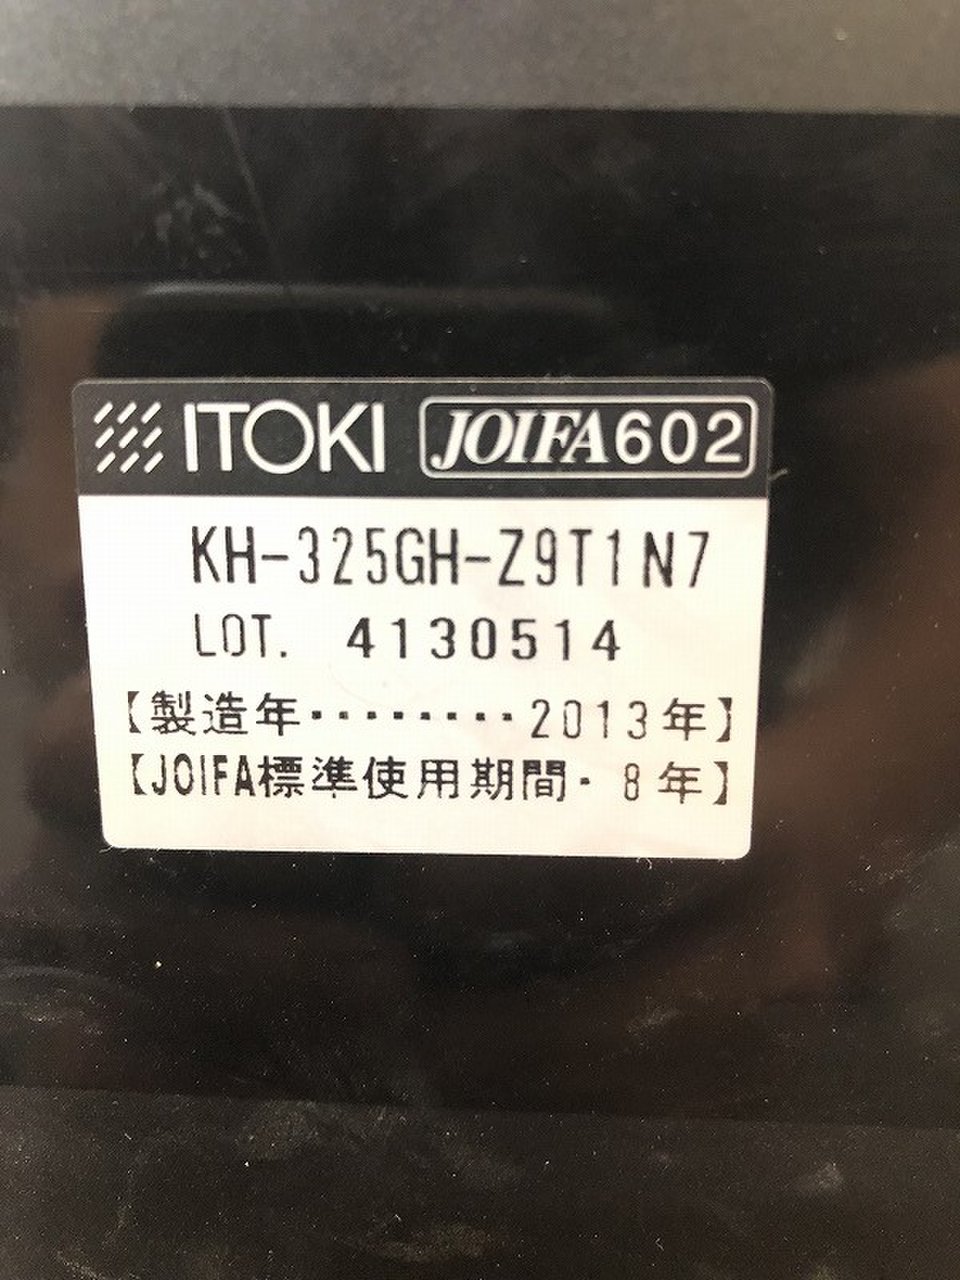 ITOKI JOIFA602
KH-325GH-Z9T1N7
LOT. 4130514
【製造年・・・・・・・・2013年】
【JOIFA標準使用期間・8年】